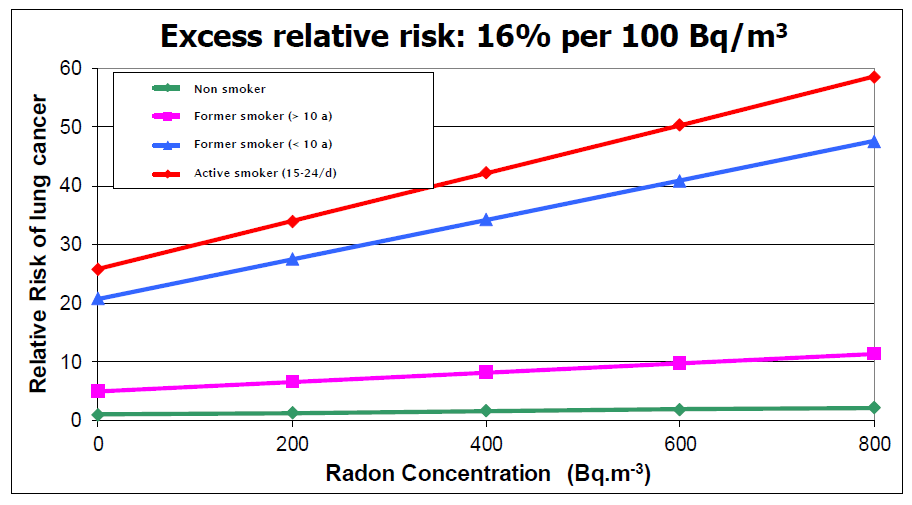 Excess relative risk: 16% per 100 Bq/m³
Relative Risk of lung cancer
60
50
40
30
20
10
0
Non smoker
Former smoker (> 10 a)
Former smoker (< 10 a)
Active smoker (15-24/d)
0 200 400 600 800
Radon Concentration (Bq.m⁻³)